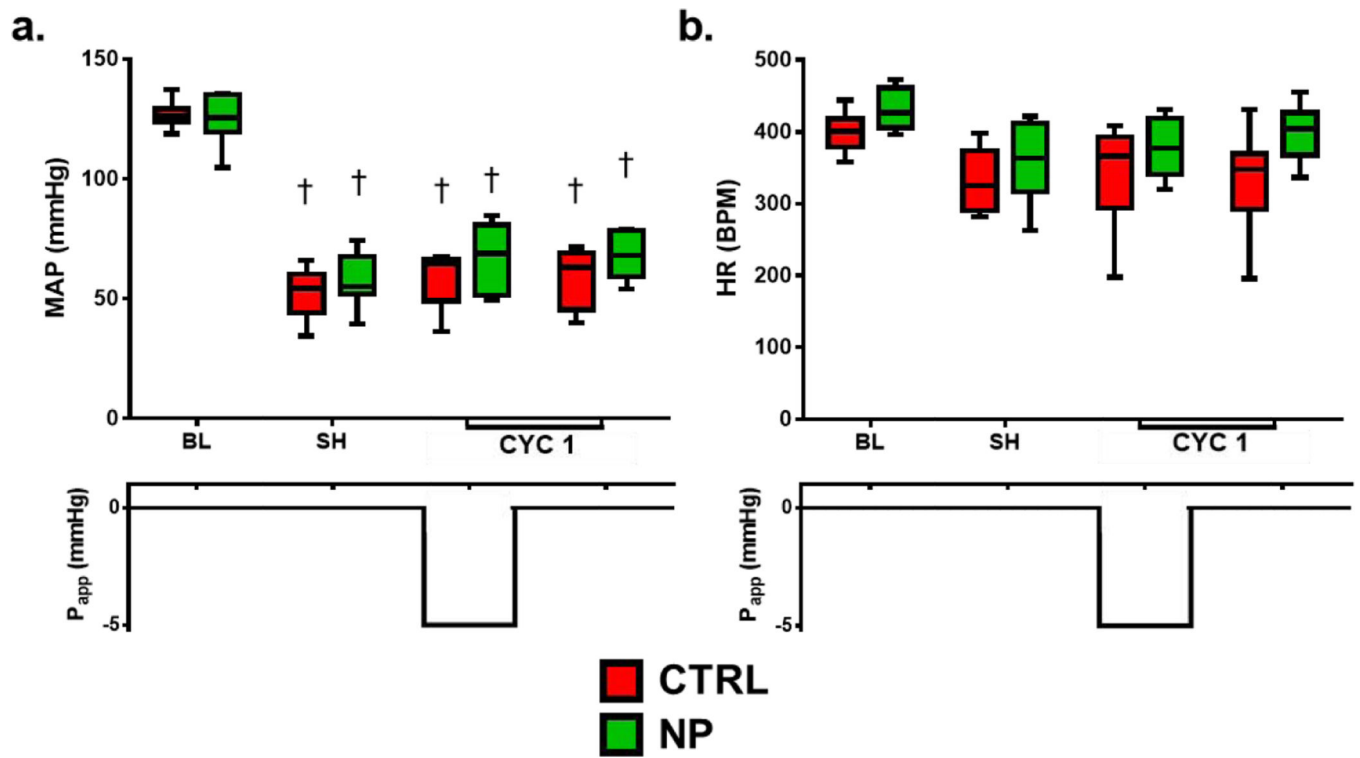 a.
MAP (mmHg)
150
100
50
0
† † † † † †
BL SH CYC 1
P_app (mmHg)
0
-5
b.
HR (BPM)
500
400
300
200
100
0
BL SH CYC 1
P_app (mmHg)
0
-5
CTRL
NP